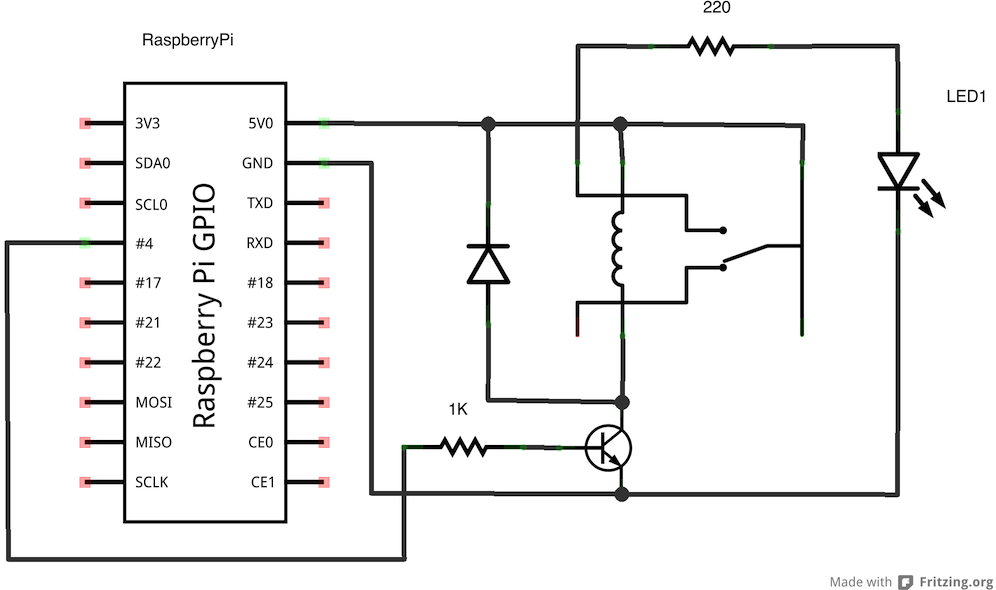 220
RaspberryPi
LED1
3V3 5V0
SDA0 GND
SCL0 TXD
#4 RXD
#17 #18
#21 #23
#22 #24
MOSI #25
MISO CE0
SCLK CE1
Raspberry Pi GPIO
1K
Made with Fritzing.org